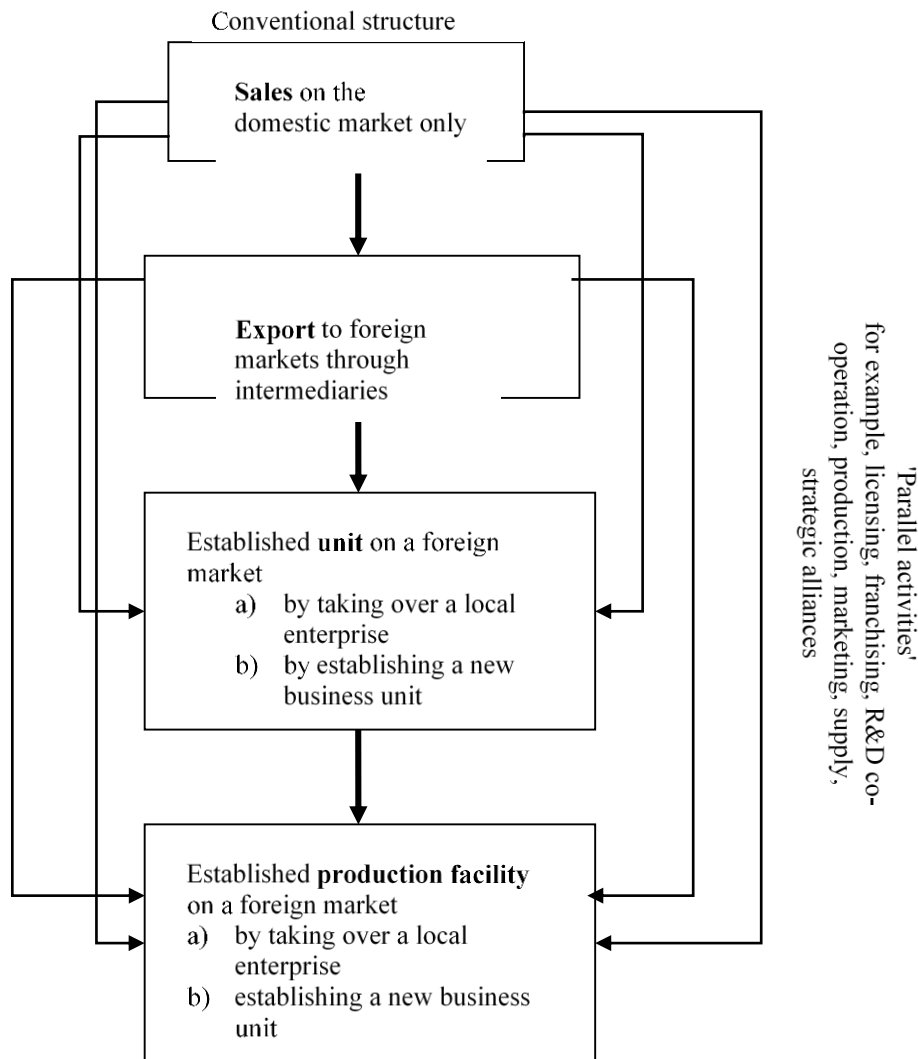 Conventional structure
Sales on the
domestic market only
Export to foreign
markets through
intermediaries
Established unit on a foreign
market
a) by taking over a local
enterprise
b) by establishing a new
business unit
Established production facility
on a foreign market
a) by taking over a local
enterprise
b) establishing a new business
unit
'Parallel activities'
for example, licensing, franchising, R&D co-
operation, production, marketing, supply,
strategic alliances